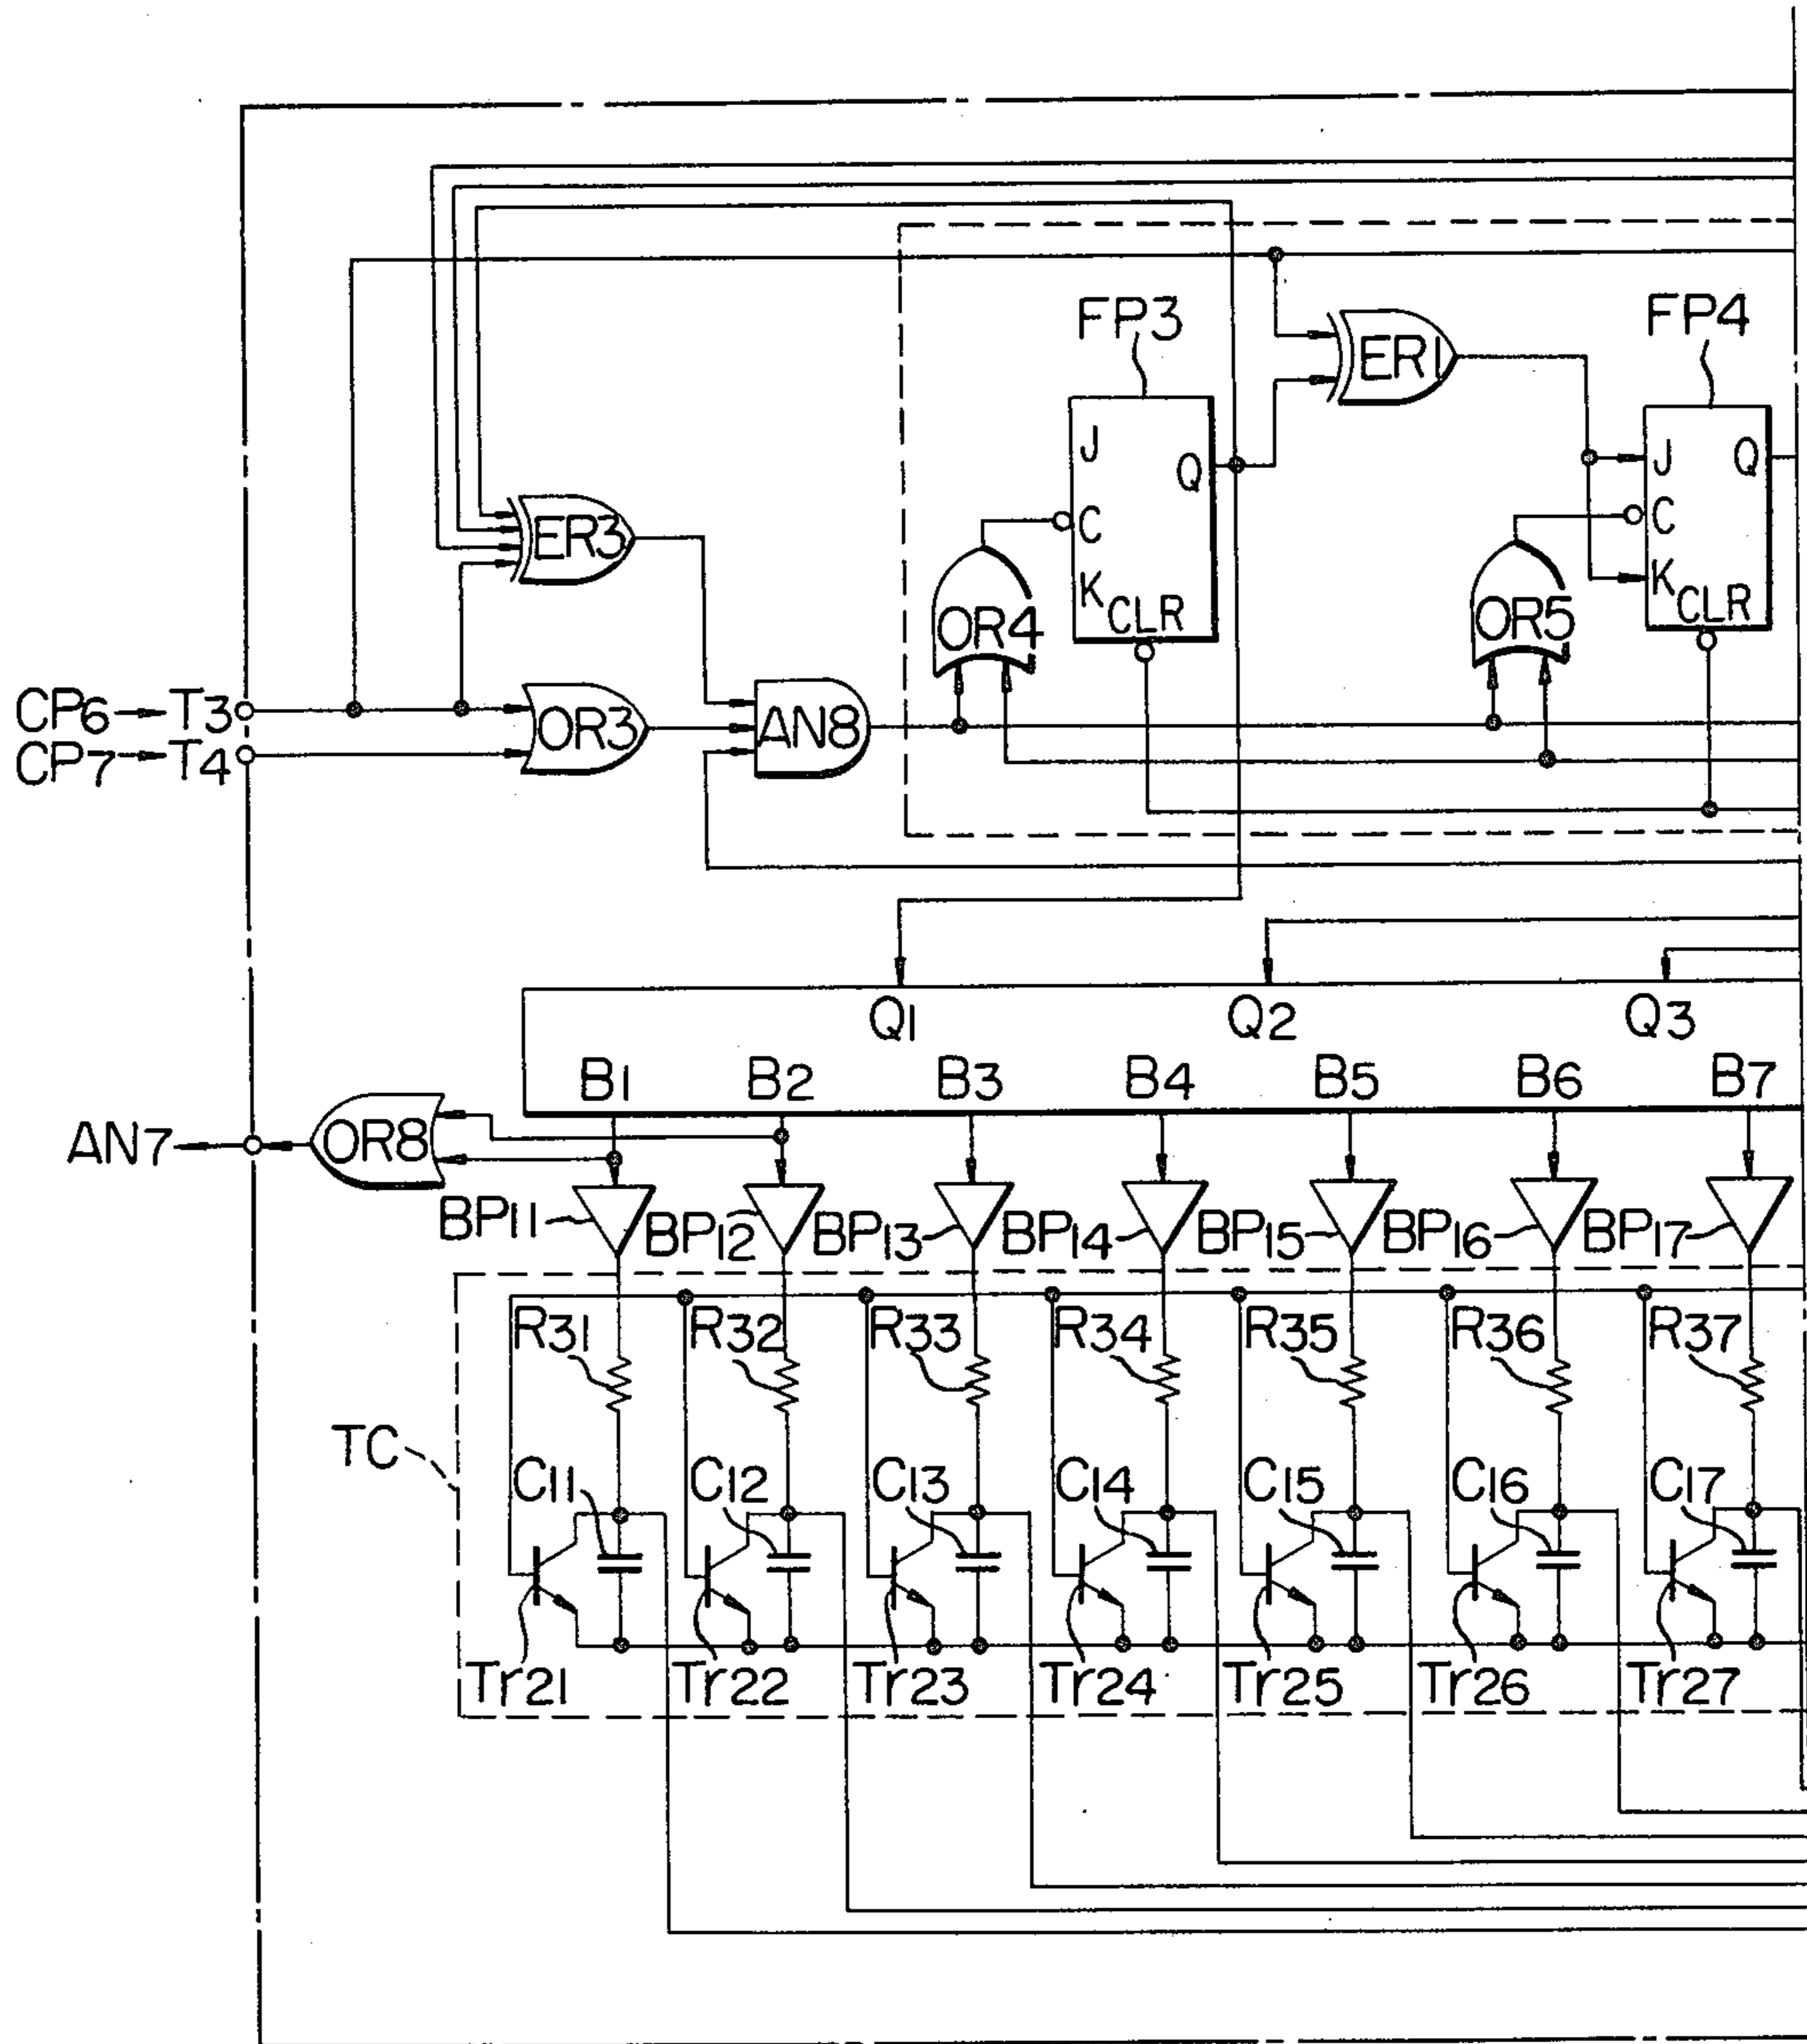 FP3
FP4
ER1
J
Q
C
K
CLR
J
Q
C
K
CLR
ER3
OR4
OR5
CP6 T3
CP7 T4
OR3
AN8
Q1
Q2
Q3
B1
B2
B3
B4
B5
B6
B7
AN7
OR8
BP11
BP12
BP13
BP14
BP15
BP16
BP17
R31
R32
R33
R34
R35
R36
R37
TC
C11
C12
C13
C14
C15
C16
C17
Tr21
Tr22
Tr23
Tr24
Tr25
Tr26
Tr27